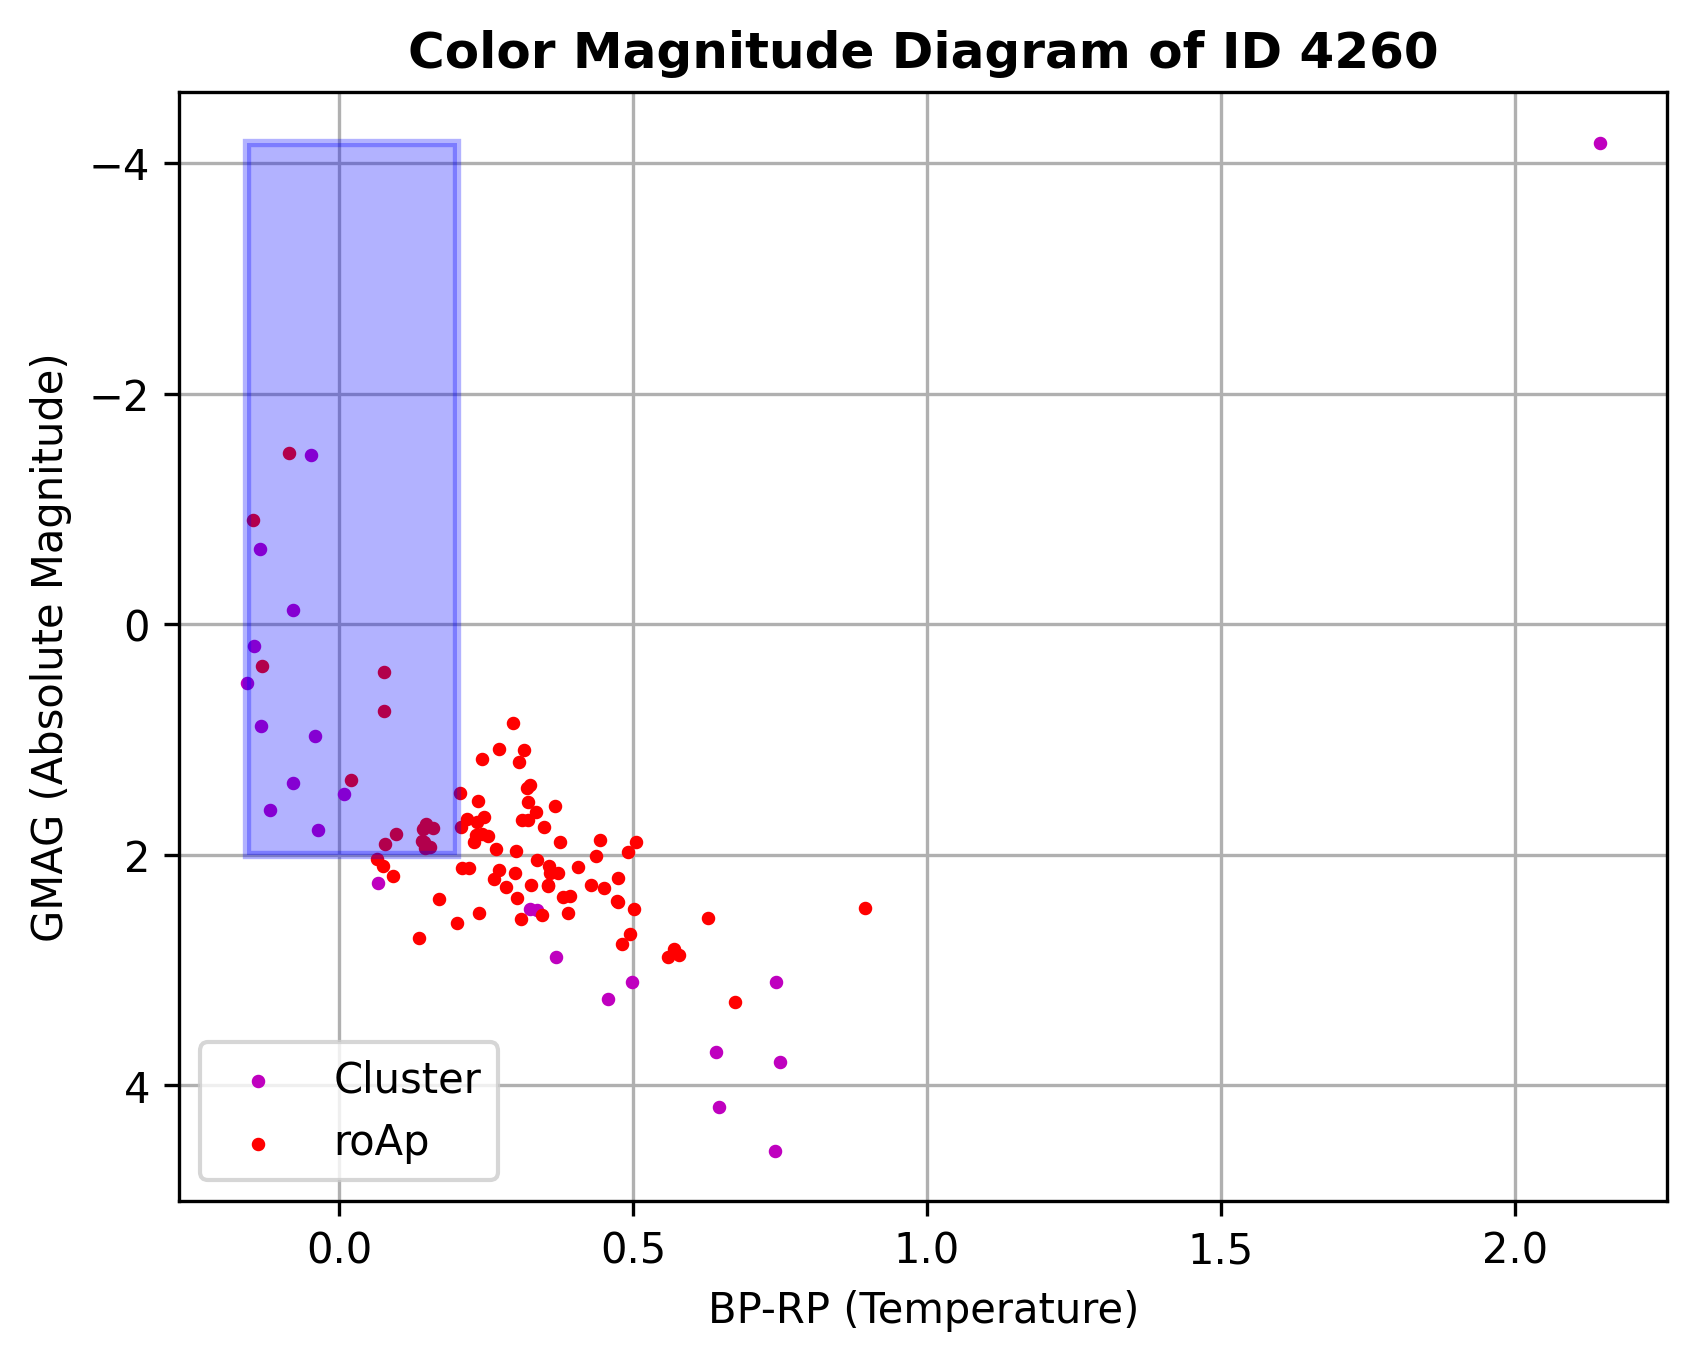 Color Magnitude Diagram of ID 4260
GMAG (Absolute Magnitude)
−4
−2
0
2
4
Cluster
roAp
0.0 0.5 1.0 1.5 2.0
BP-RP (Temperature)